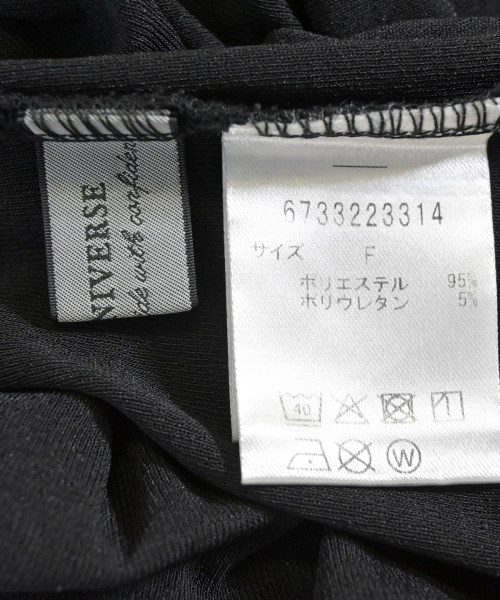 NIVERSE
6733223314
サイズ F
ポリエステル 95%
ポリウレタン 5%
40
W